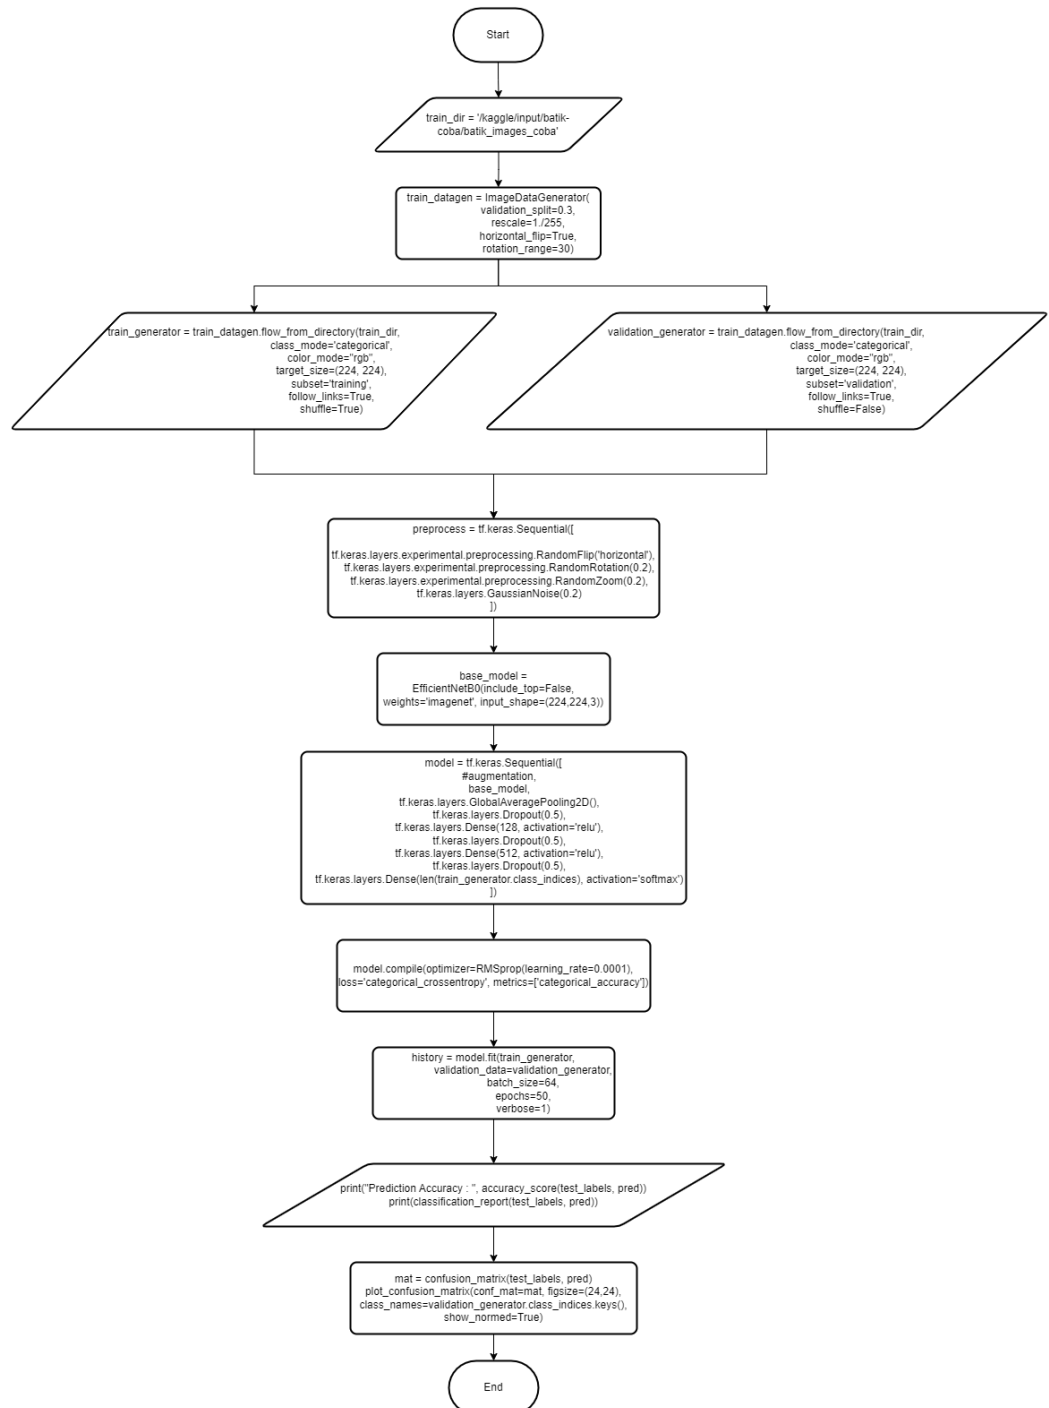 Start
train_dir = '/kaggle/input/batik-
coba/batik_images_coba'
train_datagen = ImageDataGenerator(
validation_split=0.3,
rescale=1./255,
horizontal_flip=True,
rotation_range=30)
train_generator = train_datagen.flow_from_directory(train_dir,
class_mode='categorical',
color_mode="rgb",
target_size=(224, 224),
subset='training',
follow_links=True,
shuffle=True)
validation_generator = train_datagen.flow_from_directory(train_dir,
class_mode='categorical',
color_mode="rgb",
target_size=(224, 224),
subset='validation',
follow_links=True,
shuffle=False)
preprocess = tf.keras.Sequential([
tf.keras.layers.experimental.preprocessing.RandomFlip('horizontal'),
tf.keras.layers.experimental.preprocessing.RandomRotation(0.2),
tf.keras.layers.experimental.preprocessing.RandomZoom(0.2),
tf.keras.layers.GaussianNoise(0.2)
])
base_model =
EfficientNetB0(include_top=False,
weights='imagenet', input_shape=(224,224,3))
model = tf.keras.Sequential([
#augmentation,
base_model,
tf.keras.layers.GlobalAveragePooling2D(),
tf.keras.layers.Dropout(0.5),
tf.keras.layers.Dense(128, activation='relu'),
tf.keras.layers.Dropout(0.5),
tf.keras.layers.Dense(512, activation='relu'),
tf.keras.layers.Dropout(0.5),
tf.keras.layers.Dense(len(train_generator.class_indices), activation='softmax')
])
model.compile(optimizer=RMSprop(learning_rate=0.0001),
loss='categorical_crossentropy', metrics=['categorical_accuracy'])
history = model.fit(train_generator,
validation_data=validation_generator,
batch_size=64,
epochs=50,
verbose=1)
print("Prediction Accuracy : ", accuracy_score(test_labels, pred))
print(classification_report(test_labels, pred))
mat = confusion_matrix(test_labels, pred)
plot_confusion_matrix(conf_mat=mat, figsize=(24,24),
class_names=validation_generator.class_indices.keys(),
show_normed=True)
End